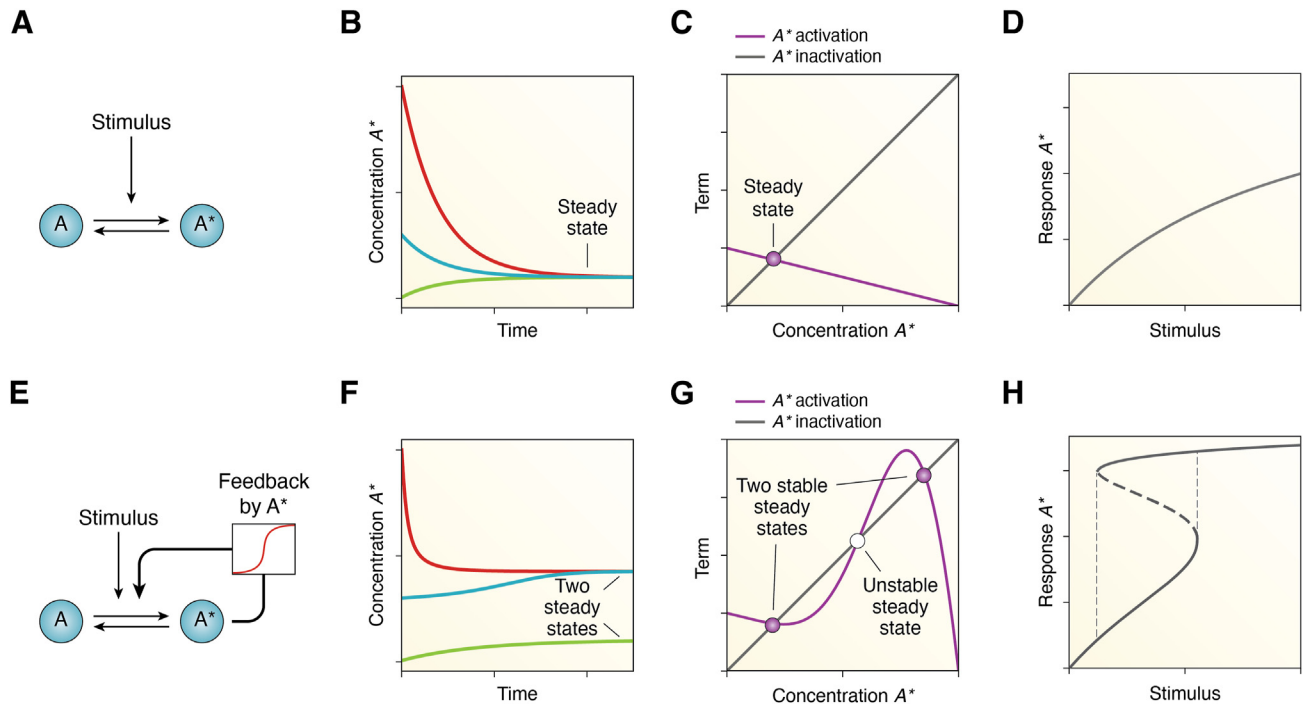 A
Stimulus
A
A*
B
Concentration A*
Steady
state
Time
C
A* activation
A* inactivation
Term
Steady
state
Concentration A*
D
Response A*
Stimulus
E
Feedback
by A*
Stimulus
A
A*
F
Concentration A*
Two
steady
states
Time
G
A* activation
A* inactivation
Term
Two stable
steady
states
Unstable
steady
state
Concentration A*
H
Response A*
Stimulus